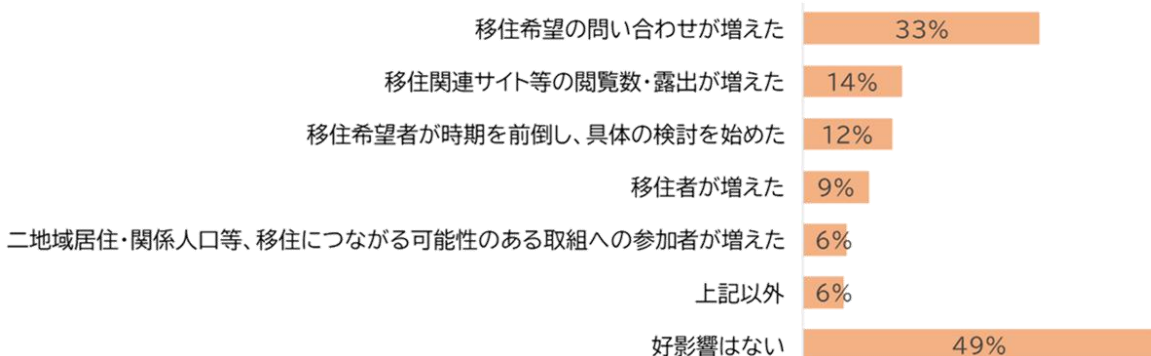 移住希望の問い合わせが増えた 33%
移住関連サイト等の閲覧数・露出が増えた 14%
移住希望者が時期を前倒し、具体の検討を始めた 12%
移住者が増えた 9%
二地域居住・関係人口等、移住につながる可能性のある取組への参加者が増えた 6%
上記以外 6%
好影響はない 49%